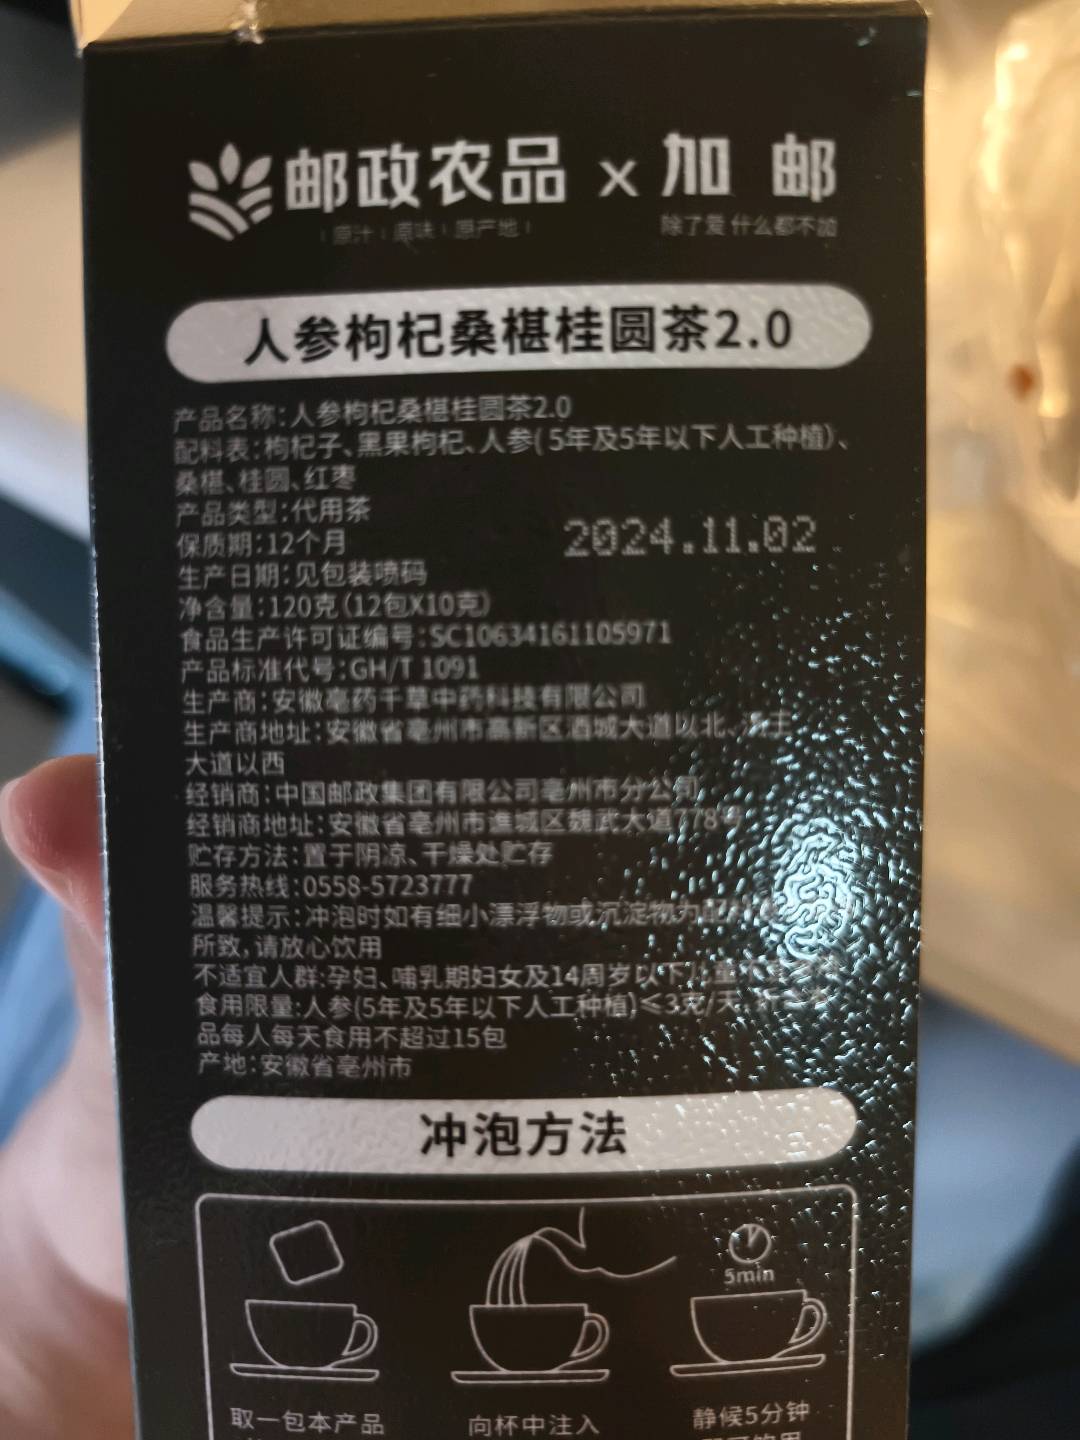 邮政农品 x 加 邮
原汁 | 原味 | 原产地 |
除了爱 什么都不加
人参枸杞桑椹桂圆茶2.0
产品名称:人参枸杞桑椹桂圆茶2.0
配料表:枸杞子、黑果枸杞、人参(5年及5年以下人工种植)、
桑椹、桂圆、红枣
产品类型:代用茶
保质期:12个月
2024.11.02
生产日期:见包装喷码
净含量:120克(12包X10克)
食品生产许可证编号:SC10634161105971
产品标准代号:GH/T 1091
生产商:安徽亳药千草中药科技有限公司
生产商地址:安徽省亳州市高新区酒城大道以北、
大道以西
经销商:中国邮政集团有限公司亳州市分公司
经销商地址:安徽省亳州市谯城区魏武大道778号
贮存方法:置于阴凉、干燥处贮存
服务热线:0558-5723777
温馨提示:冲泡时如有细小漂浮物或沉淀物为
所致,请放心饮用
不适宜人群:孕妇、哺乳期妇女及14周岁以下儿童
食用限量:人参(5年及5年以下人工种植)≤3克/天
品每人每天食用不超过15包
产地:安徽省亳州市
冲泡方法
5min
取一包本产品
向杯中注入
静候5分钟